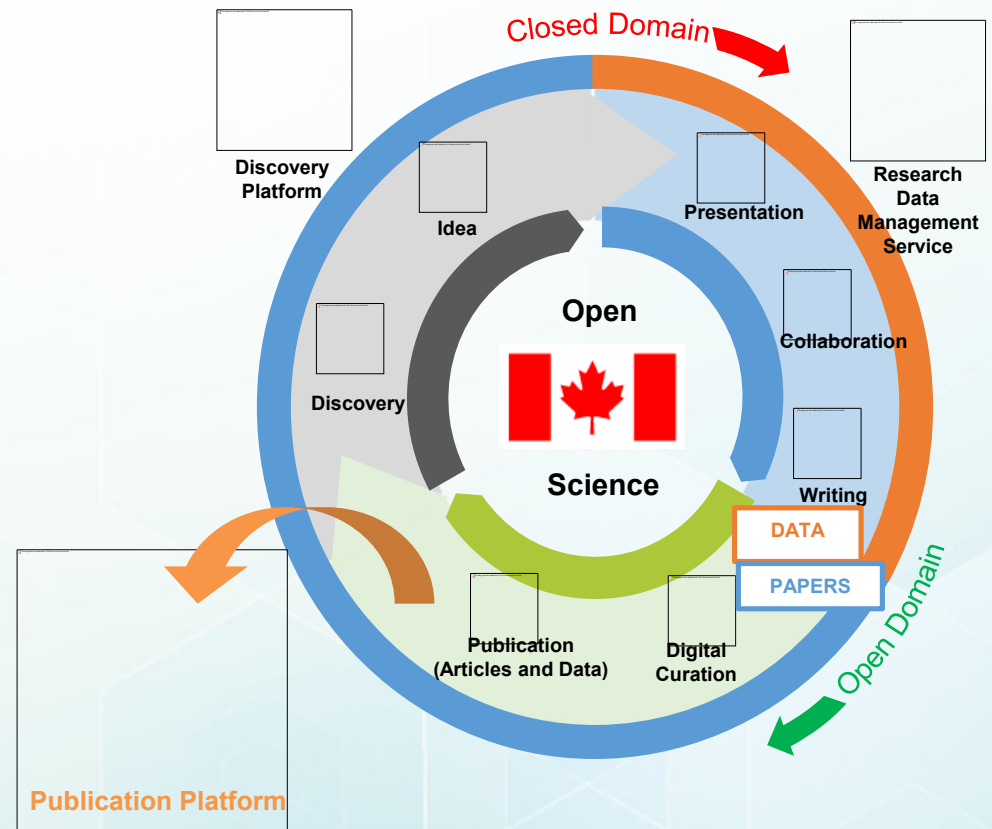 Closed Domain
Discovery
Platform
Research
Data
Management
Service
Idea
Presentation
Open
Collaboration
Discovery
Science
Writing
DATA
PAPERS
Open Domain
Publication
(Articles and Data)
Digital
Curation
Publication Platform